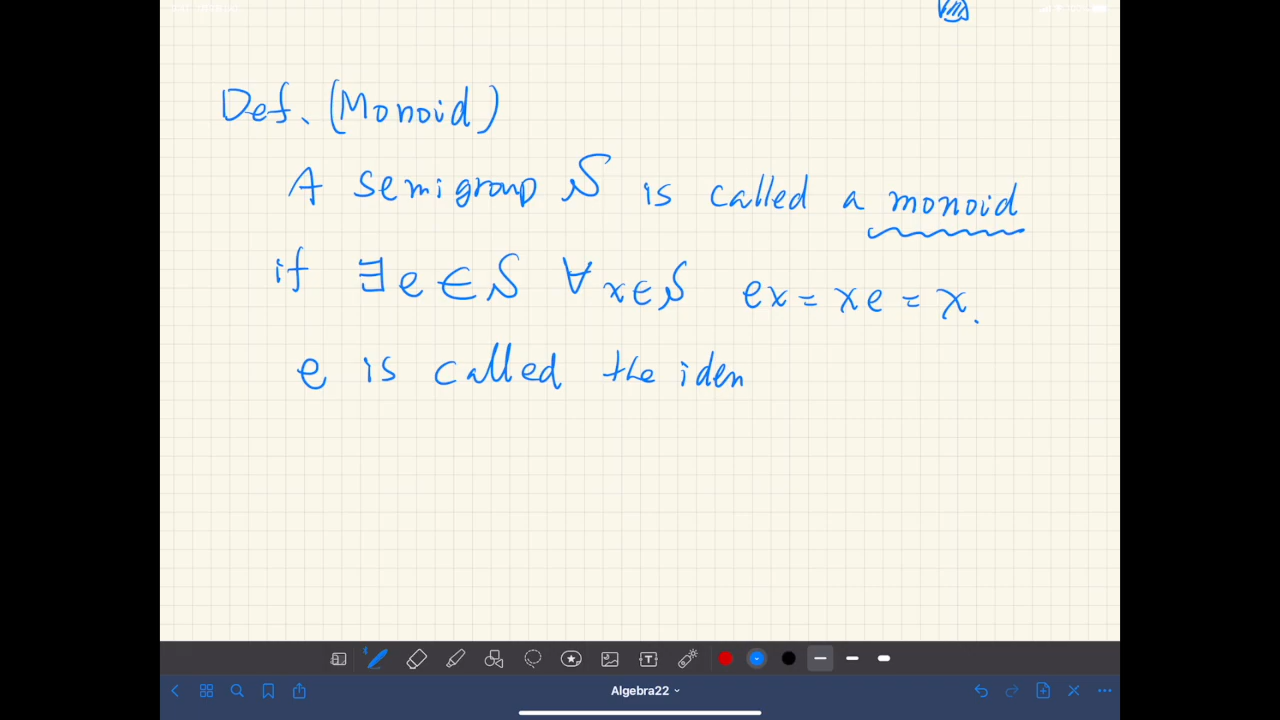 Def. (Monoid)
A semigroup S is called a monoid
if ∃e∈S ∀x∈S ex = xe = x.
e is called the iden
Algebra22